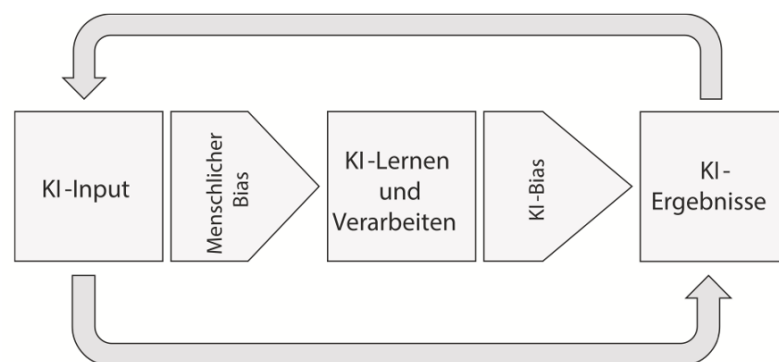 KI-Input
Menschlicher
Bias
KI-Lernen
und
Verarbeiten
KI-Bias
KI-
Ergebnisse